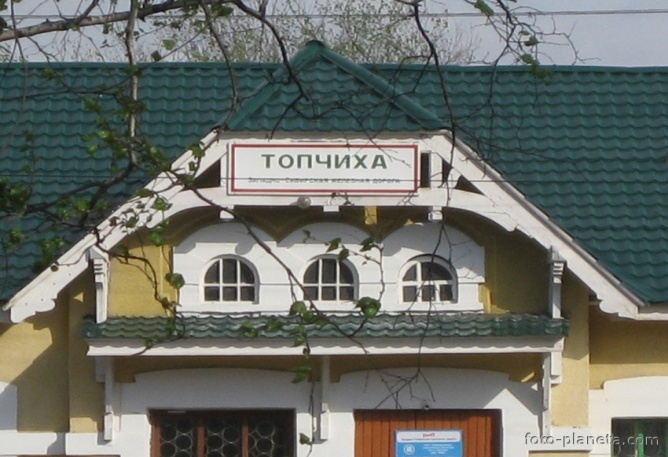 ТОПЧИХА
Западно-Сибирская железная дорога
foto-planeta.com